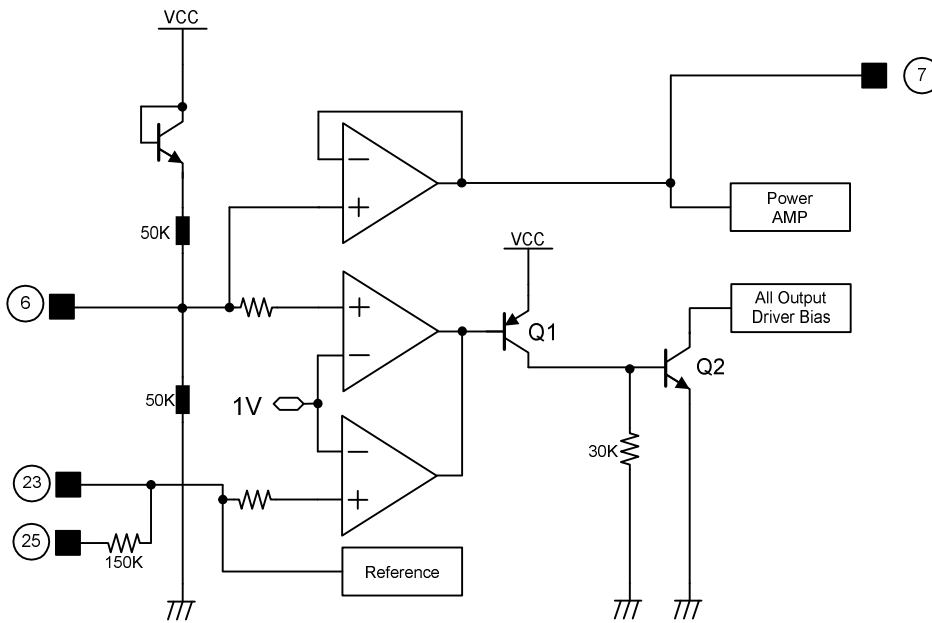 VCC
7
50K
Power
AMP
VCC
6
Q1
All Output
Driver Bias
Q2
50K
1V
30K
23
25
150K
Reference